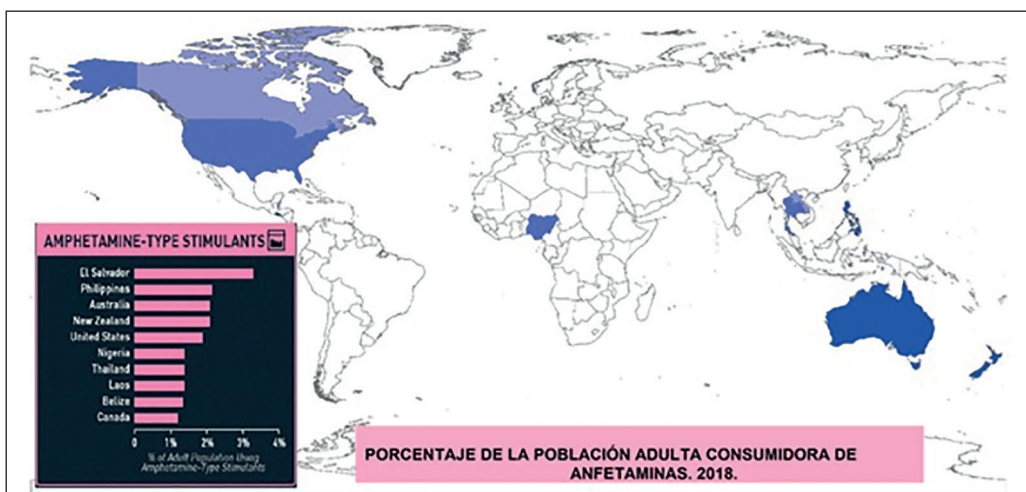 AMPHETAMINE-TYPE STIMULANTS
El Salvador
Philippines
Australia
New Zealand
United States
Nigeria
Thailand
Laos
Belize
Canada
0 1% 2% 3% 4%
% of Adult Population Using
Amphetamine-Type Stimulants
PORCENTAJE DE LA POBLACIÓN ADULTA CONSUMIDORA DE
ANFETAMINAS. 2018.